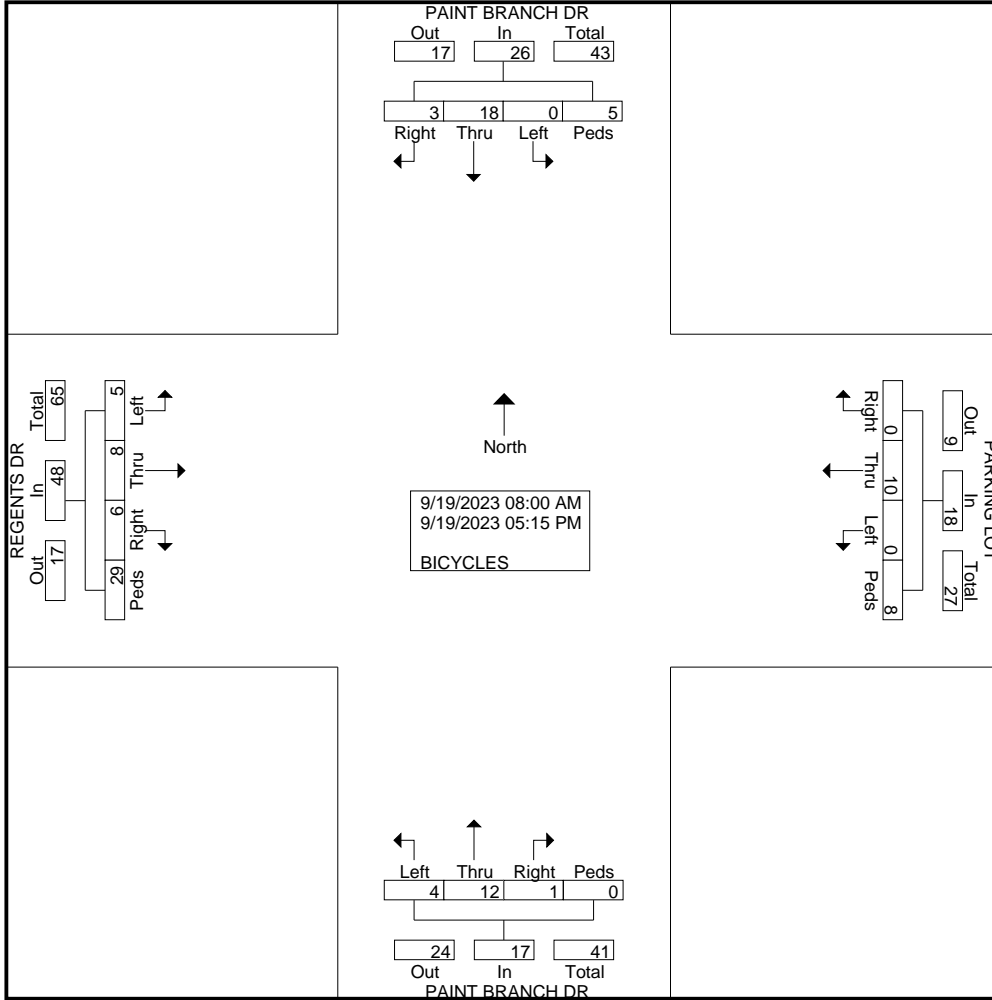 PAINT BRANCH DR
Out In Total
17 26 43
3 18 0 5
Right Thru Left Peds
REGENTS DR
Total In Out
65 48 17
5 8 6 29
Left Thru Right Peds
North
9/19/2023 08:00 AM
9/19/2023 05:15 PM
BICYCLES
Right Thru Left Peds
0 10 0 8
Out In Total
9 18 27
PARKING LOT
Left Thru Right Peds
4 12 1 0
24 17 41
Out In Total
PAINT BRANCH DR